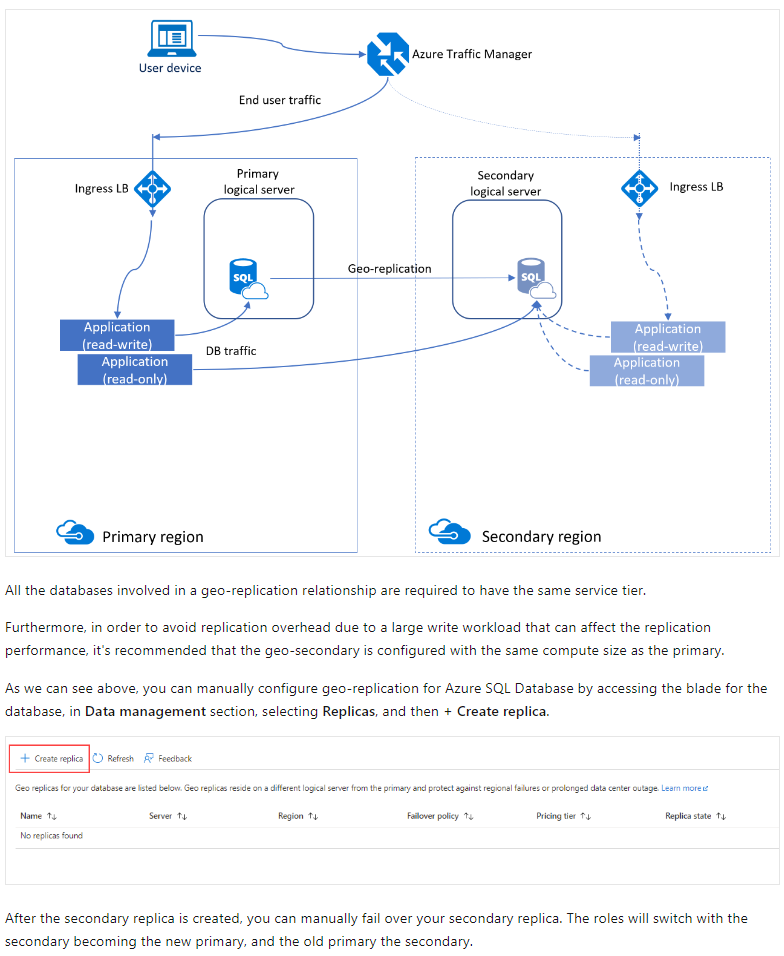 User device
Azure Traffic Manager
End user traffic
Ingress LB
Primary
logical server
Secondary
logical server
Ingress LB
SQL
Geo-replication
SQL
Application
(read-write)
Application
(read-only)
DB traffic
Application
(read-write)
Application
(read-only)
Primary region
Secondary region
All the databases involved in a geo-replication relationship are required to have the same service tier.
Furthermore, in order to avoid replication overhead due to a large write workload that can affect the replication
performance, it's recommended that the geo-secondary is configured with the same compute size as the primary.
As we can see above, you can manually configure geo-replication for Azure SQL Database by accessing the blade for the
database, in Data management section, selecting Replicas, and then + Create replica.
+ Create replica Refresh Feedback
Geo replicas for your database are listed below. Geo replicas reside on a different logical server from the primary and protect against regional failures or prolonged data center outage. Learn more
Name ↑↓ Server ↑↓ Region ↑↓ Failover policy ↑↓ Pricing tier ↑↓ Replica state ↑↓
No replicas found
After the secondary replica is created, you can manually fail over your secondary replica. The roles will switch with the
secondary becoming the new primary, and the old primary the secondary.